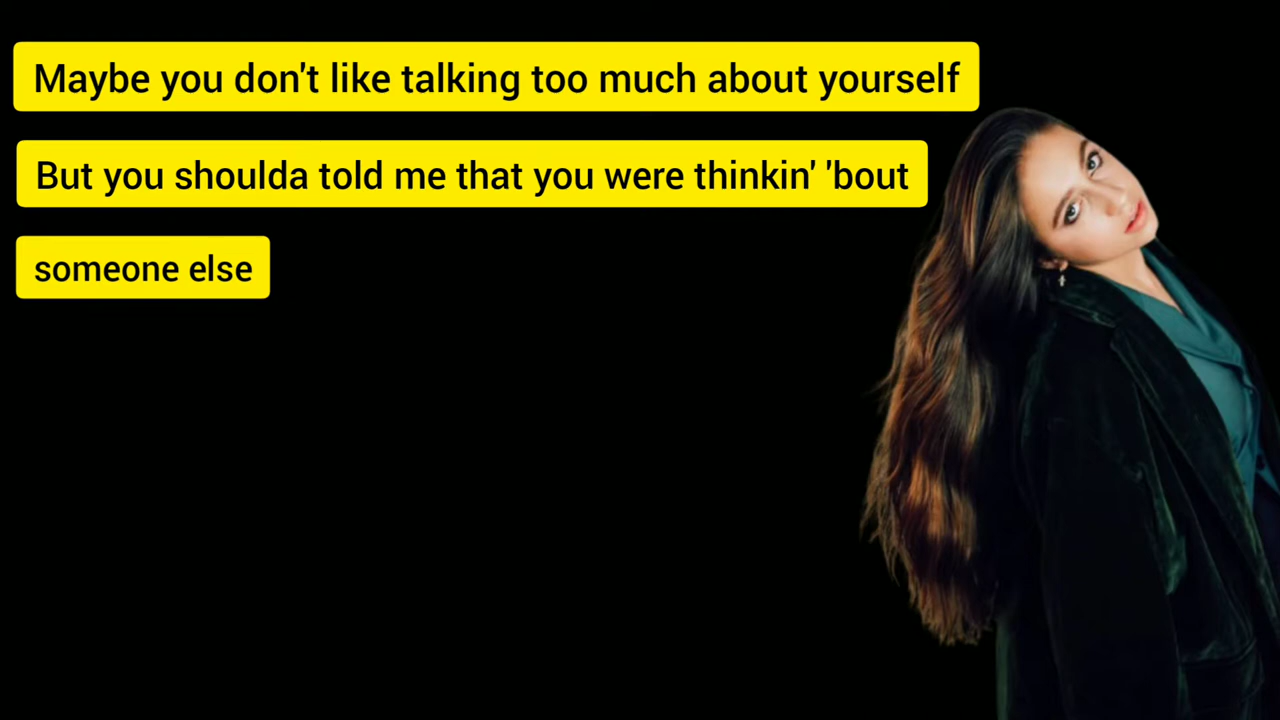 Maybe you don't like talking too much about yourself
But you shoulda told me that you were thinkin' 'bout
someone else